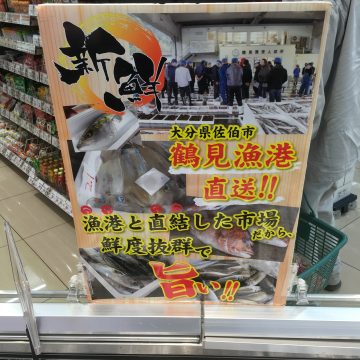 新鮮
大分県佐伯市
鶴見漁港
直送!!
漁港と直結した市場
だから、
鮮度抜群で
旨い!!